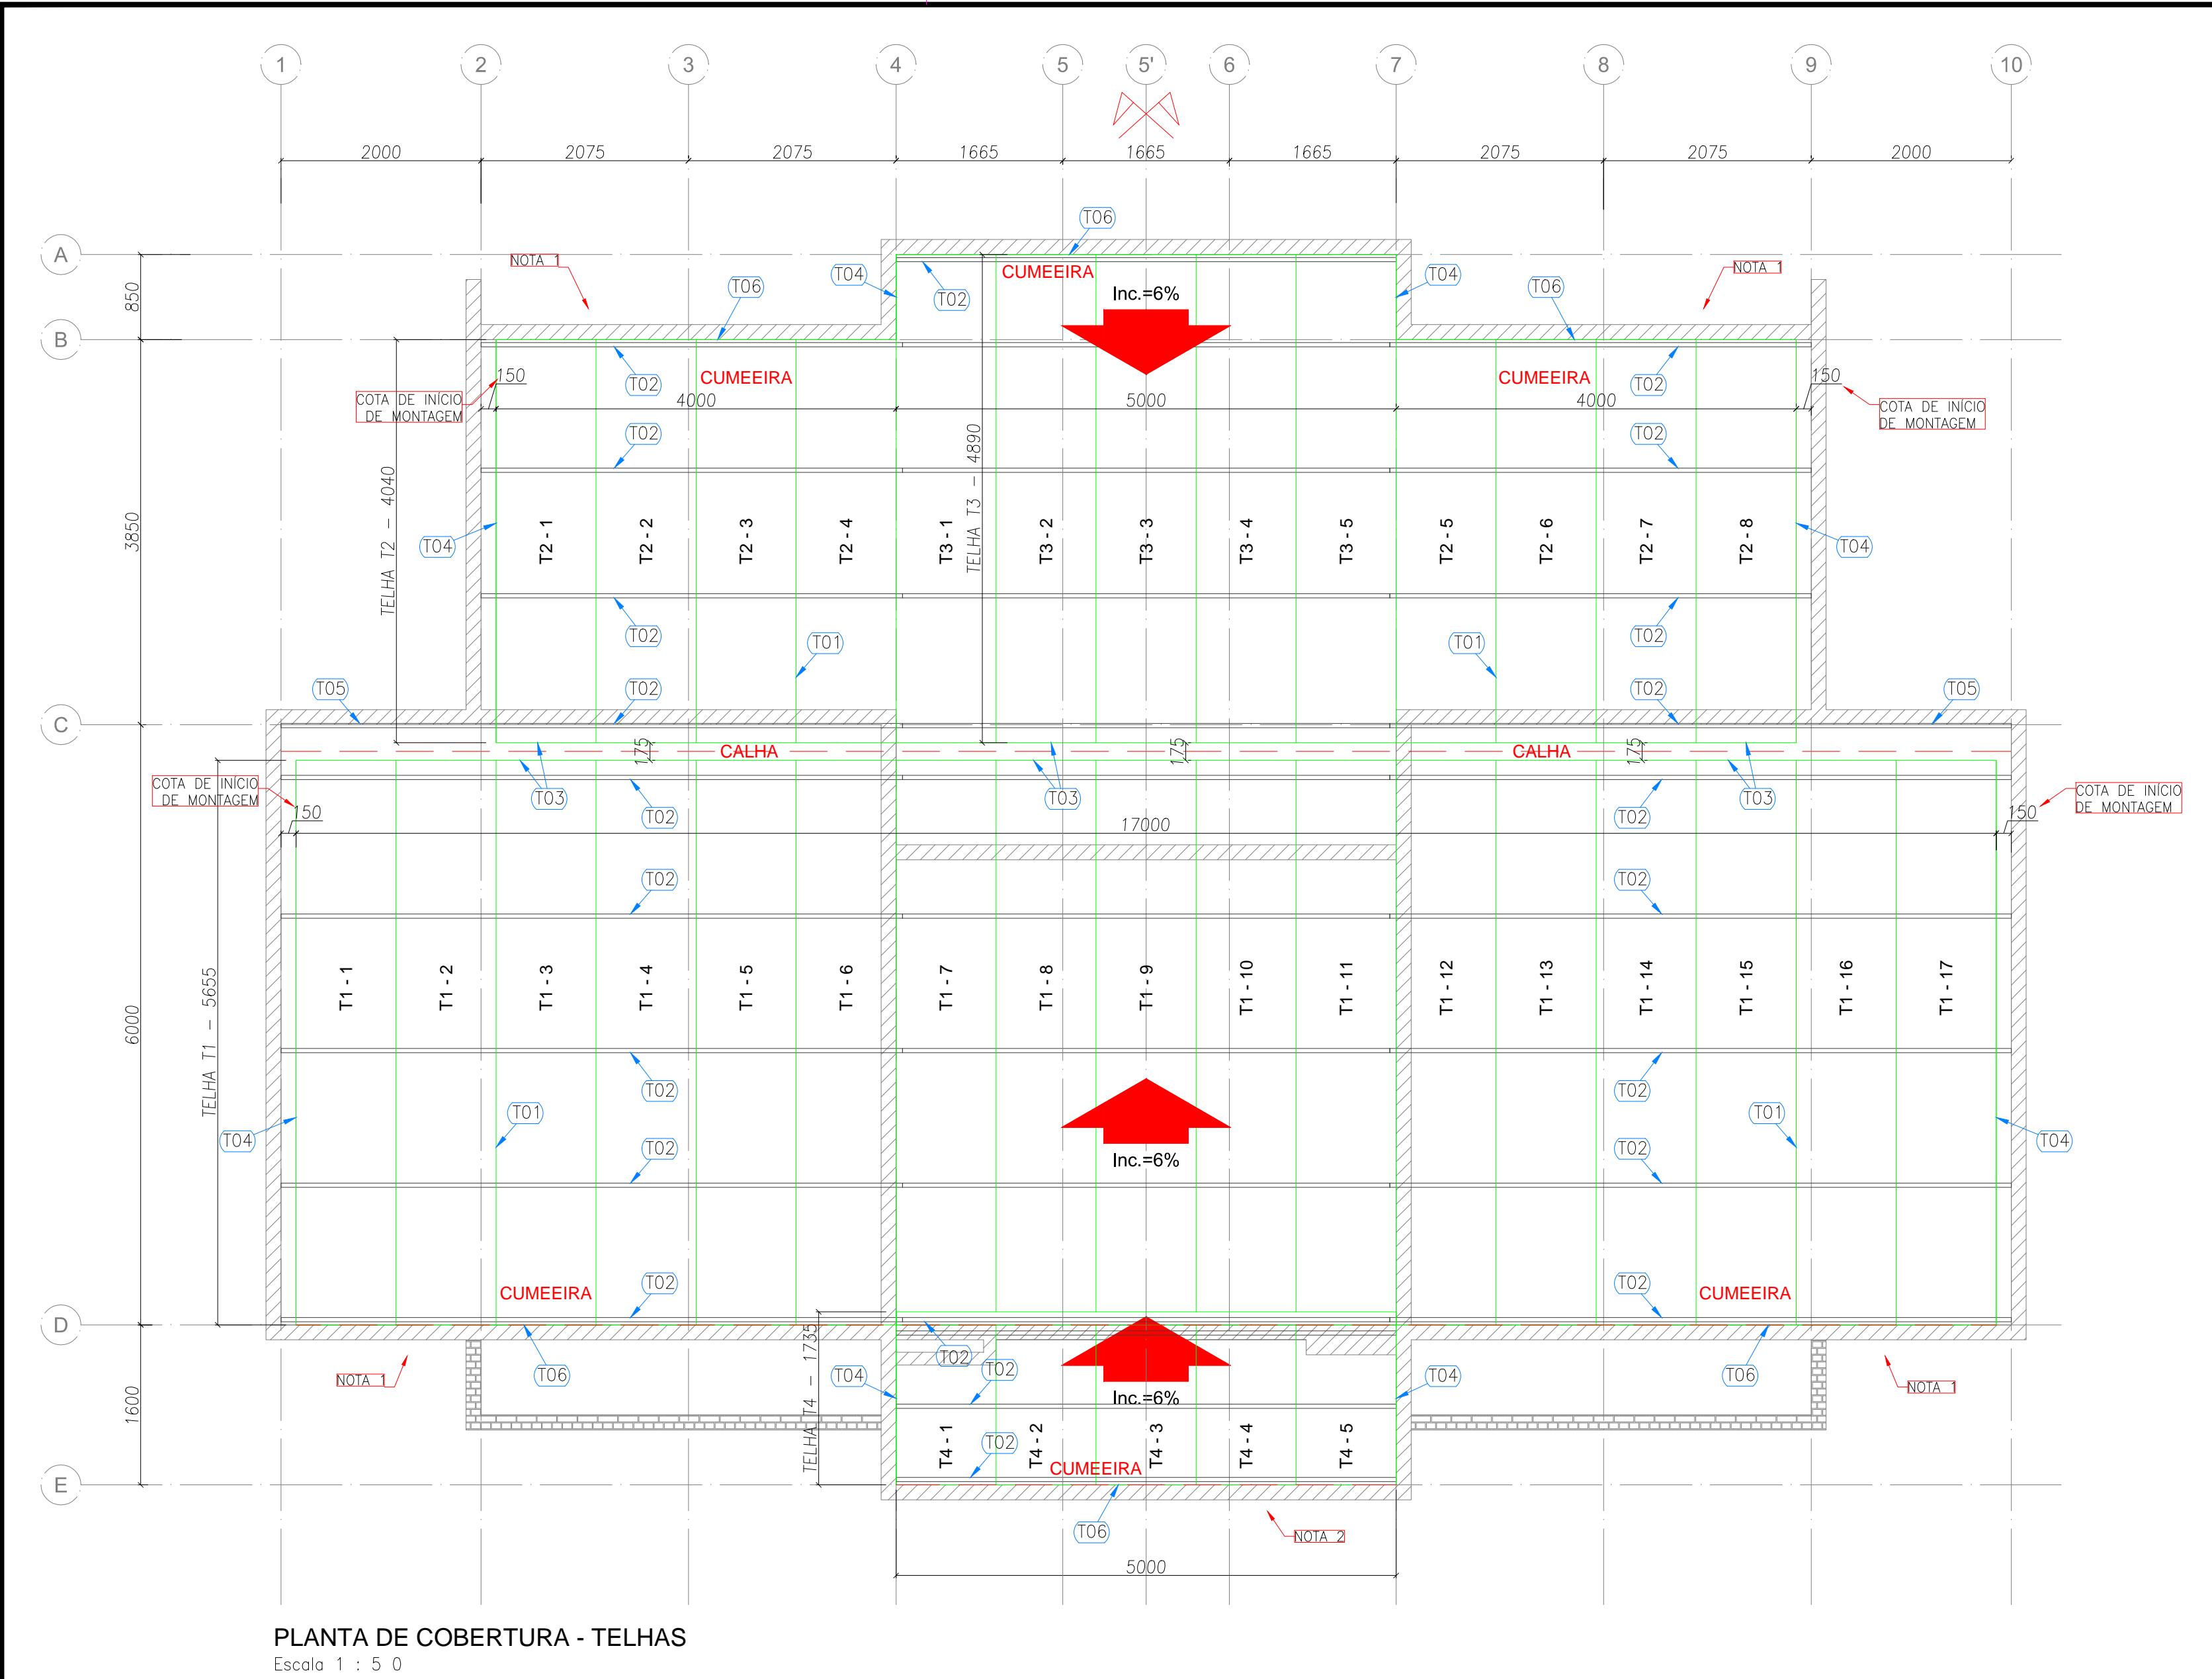 1 2 3 4 5 5' 6 7 8 9 10
2000 2075 2075 1665 1665 1665 2075 2075 2000
T06
A
NOTA 1
T04
CUMEEIRA
T04
NOTA 1
850
T06
T02
Inc.=6%
T06
B
150
T02
CUMEEIRA
CUMEEIRA
T02
150
COTA DE INÍCIO
DE MONTAGEM
4000
5000
4000
COTA DE INÍCIO
DE MONTAGEM
T02
T02
TELHA T2 - 4040
TELHA T3 - 4890
3850
T04
T2 - 1
T2 - 2
T2 - 3
T2 - 4
T3 - 1
T3 - 2
T3 - 3
T3 - 4
T3 - 5
T2 - 5
T2 - 6
T2 - 7
T2 - 8
T04
T02
T01
T01
T02
T05
T02
T02
T05
C
175
CALHA
175
CALHA
175
COTA DE INÍCIO
DE MONTAGEM
T03
T03
T03
COTA DE INÍCIO
DE MONTAGEM
150
T02
17000
T02
150
T02
T02
TELHA T1 - 5655
6000
T1 - 1
T1 - 2
T1 - 3
T1 - 4
T1 - 5
T1 - 6
T1 - 7
T1 - 8
T1 - 9
T1 - 10
T1 - 11
T1 - 12
T1 - 13
T1 - 14
T1 - 15
T1 - 16
T1 - 17
T02
T02
T04
T01
T02
Inc.=6%
T02
T01
T04
CUMEEIRA
T02
T02
CUMEEIRA
D
TELHA T4 - 1735
T02
T02
NOTA 1
T06
T04
T04
T06
NOTA 1
1600
Inc.=6%
T4 - 1
T4 - 2
T4 - 3
T4 - 4
T4 - 5
T02
CUMEEIRA
E
T06
NOTA 2
5000
PLANTA DE COBERTURA - TELHAS
Escala 1 : 5 0